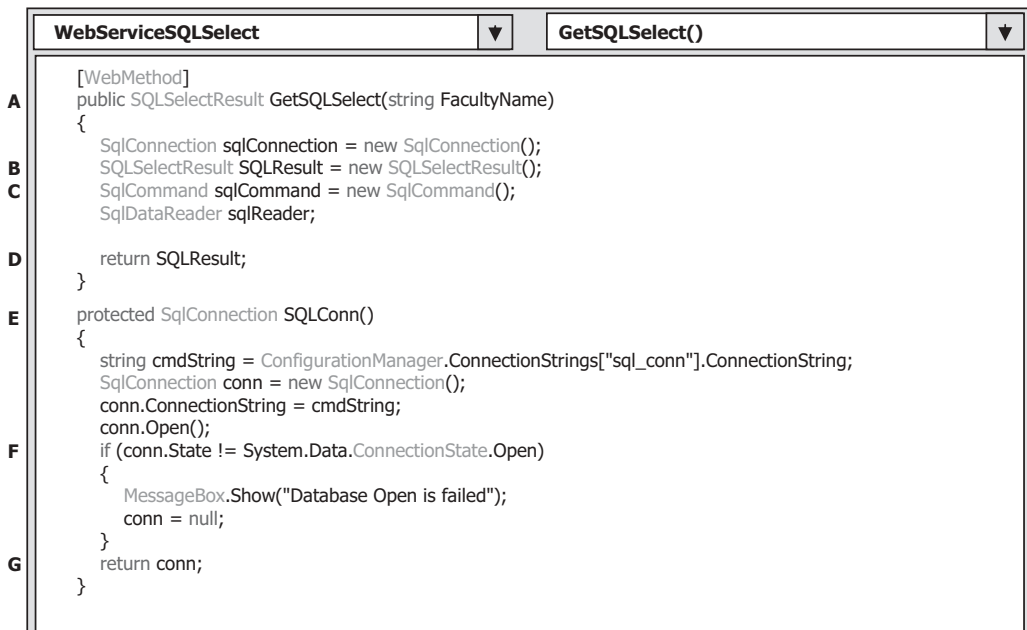 WebServiceSQLSelect GetSQLSelect()
[WebMethod]
A public SQLSelectResult GetSQLSelect(string FacultyName)
{
SqlConnection sqlConnection = new SqlConnection();
B SQLSelectResult SQLResult = new SQLSelectResult();
C SqlCommand sqlCommand = new SqlCommand();
SqlDataReader sqlReader;
D return SQLResult;
}
E protected SqlConnection SQLConn()
{
string cmdString = ConfigurationManager.ConnectionStrings["sql_conn"].ConnectionString;
SqlConnection conn = new SqlConnection();
conn.ConnectionString = cmdString;
conn.Open();
F if (conn.State != System.Data.ConnectionState.Open)
{
MessageBox.Show("Database Open is failed");
conn = null;
}
G return conn;
}